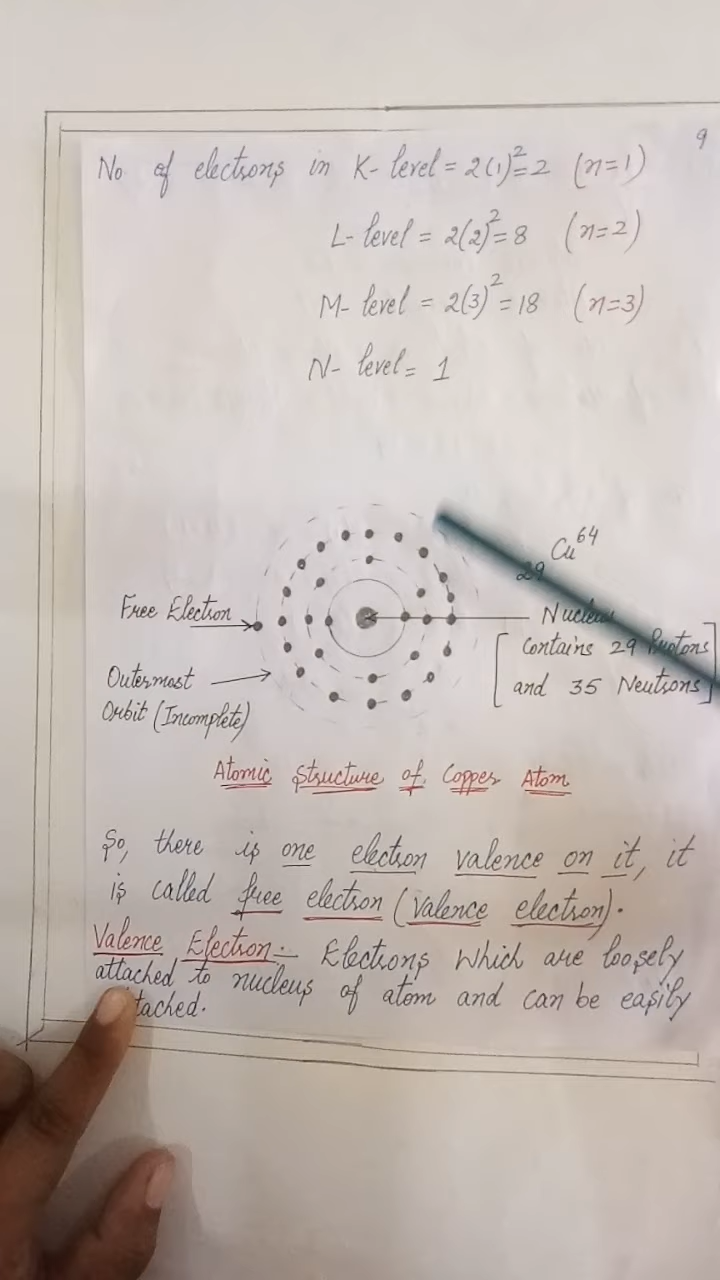 9
No of electrons in K- level = 2(1)²=2 (n=1)
L- level = 2(2)²=8 (n=2)
M- level = 2(3)²=18 (n=3)
N- level = 1
₂₉Cu⁶⁴
Free Electron
Nucleus
[Contains 29 Protons
and 35 Neutrons]
Outermost
Orbit (Incomplete)
Atomic Structure of Copper Atom
So, there is one electron valence on it, it
is called free electron (Valence electron).
Valence Electron:- Electrons which are loosely
attached to nucleus of atom and can be easily